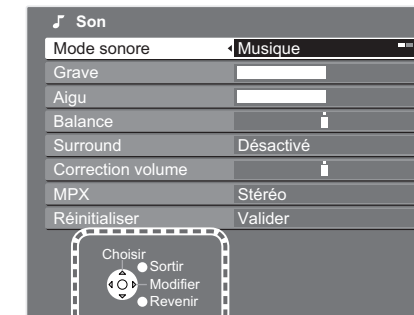 Son
Mode sonore Musique
Grave
Aigu
Balance
Surround Désactivé
Correction volume
MPX Stéréo
Réinitialiser Valider
Choisir
Sortir
Modifier
Revenir